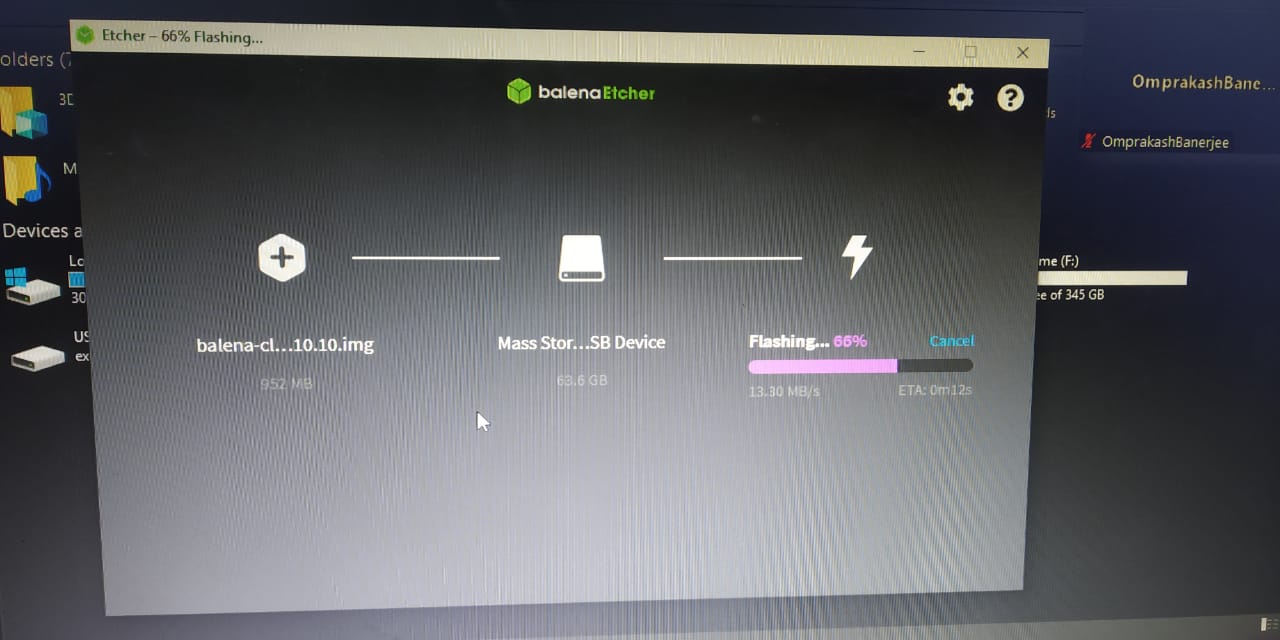 Etcher – 66% Flashing...
olders (7
3D
M
Devices a
Lo
30
US
ex
balenaEtcher
balena-cl...10.10.img
952 MB
Mass Stor...SB Device
63.6 GB
Flashing... 66%
Cancel
13.30 MB/s
ETA: 0m12s
OmprakashBane...
ds
OmprakashBanerjee
me (F:)
ee of 345 GB